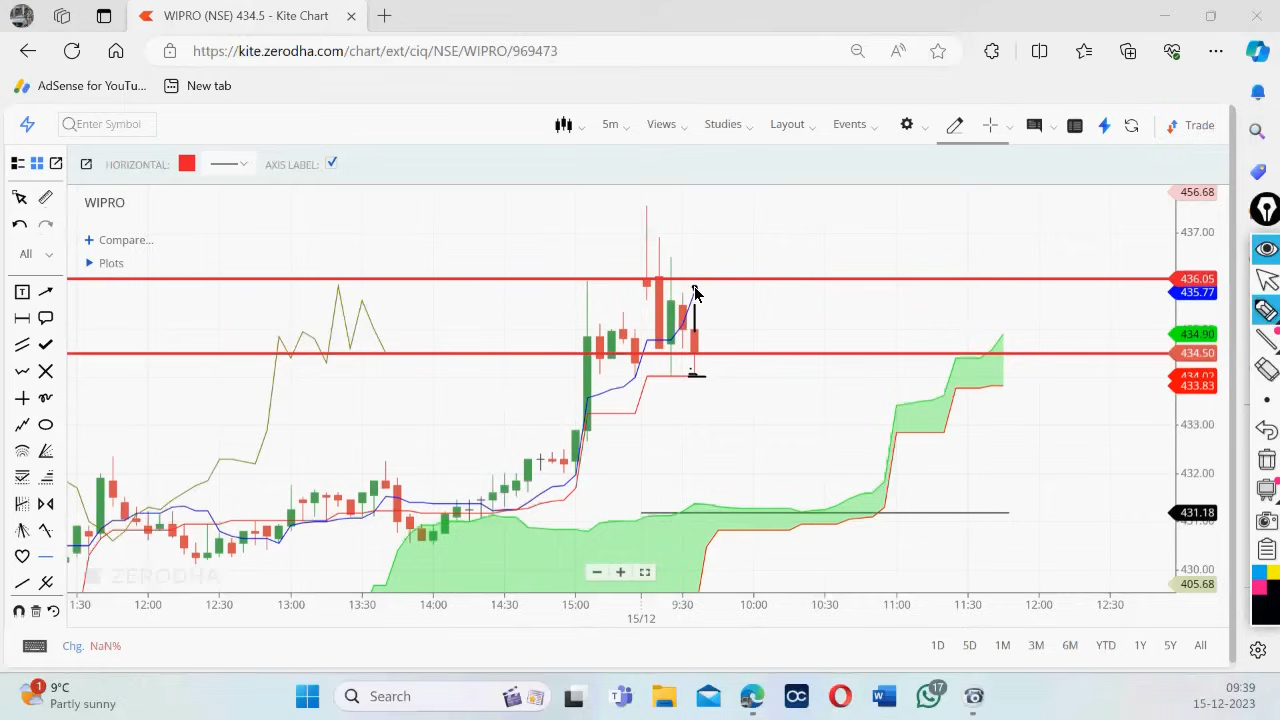 WIPRO (NSE) 434.5 - Kite Chart
https://kite.zerodha.com/chart/ext/ciq/NSE/WIPRO/969473
AdSense for YouTu...
New tab
Enter Symbol
5m
Views
Studies
Layout
Events
Trade
HORIZONTAL:
AXIS LABEL:
WIPRO
Compare...
Plots
All
456.68
437.00
436.05
435.77
434.90
434.50
434.02
433.83
433.00
432.00
431.18
430.00
405.68
ZERODHA
1:30
12:00
12:30
13:00
13:30
14:00
14:30
15:00
9:30
10:00
10:30
11:00
11:30
12:00
12:30
15/12
Chg. NaN%
1D
5D
1M
3M
6M
YTD
1Y
5Y
All
1
9°C
Partly sunny
Search
17
09:39
15-12-2023